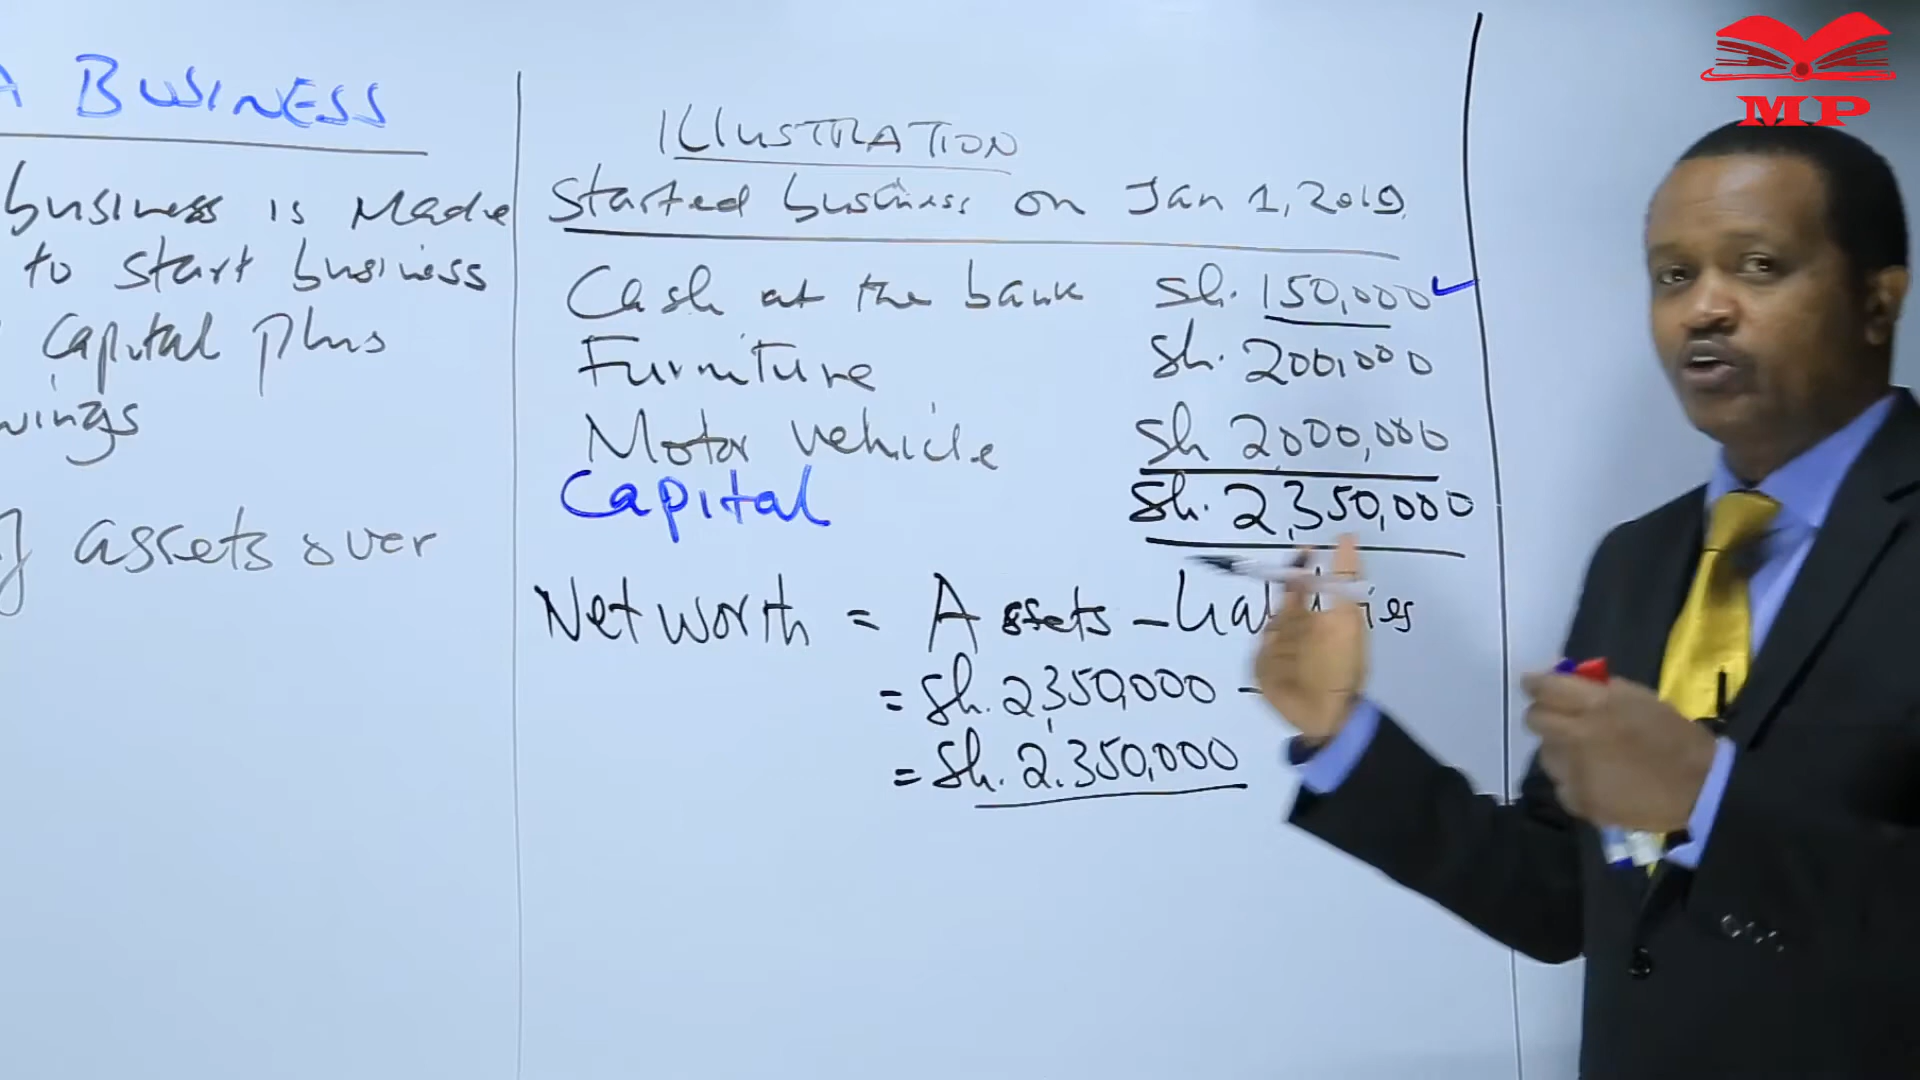 A BUSINESS
business is Made
to start business
capital plus
wings
of assets over
ILLUSTRATION
Started business on Jan 1, 2019
Cash at the bank Sh. 150,000
Furniture Sh. 200,000
Motor vehicle Sh 2,000,000
Capital Sh. 2,350,000
Net worth = Assets - Liabilities
= Sh. 2,350,000 -
= Sh. 2.350,000
MP